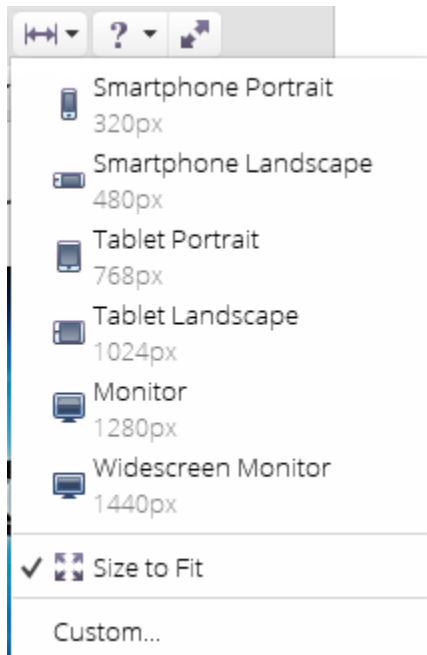 ?
Smartphone Portrait
320px
Smartphone Landscape
480px
Tablet Portrait
768px
Tablet Landscape
1024px
Monitor
1280px
Widescreen Monitor
1440px
Size to Fit
Custom...